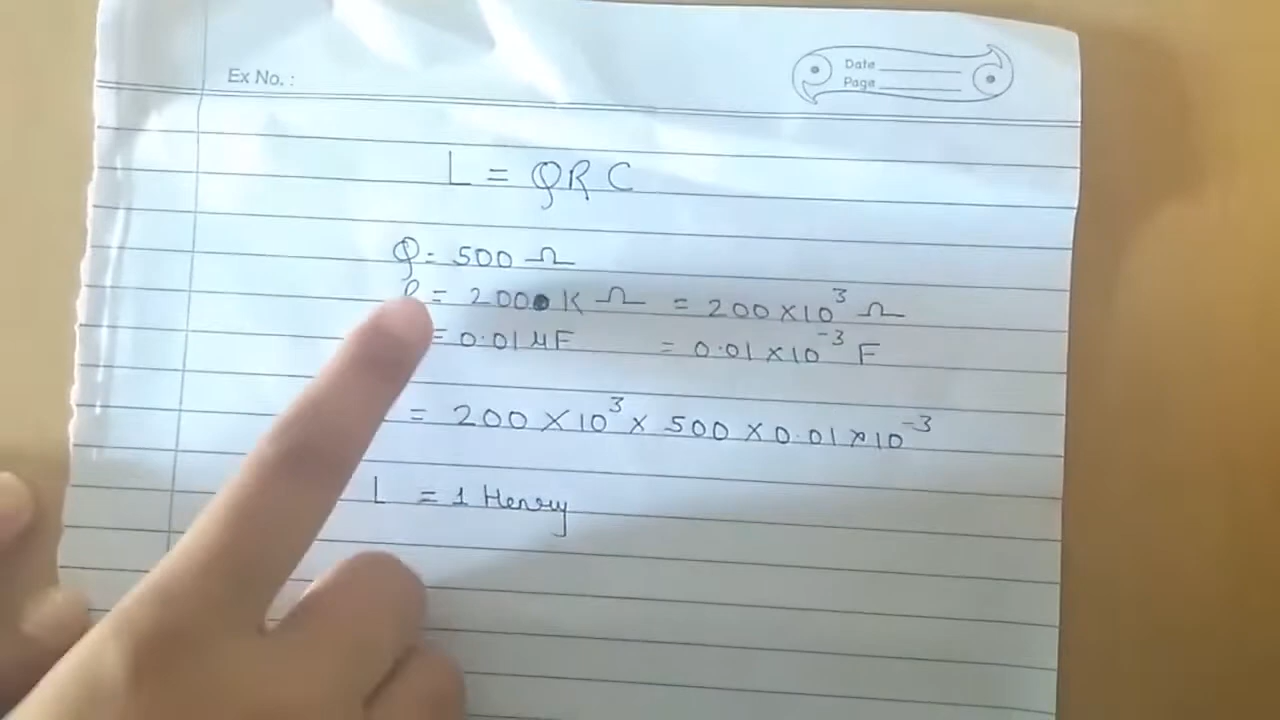 Ex No. :
Date
Page
L = QRC
Q = 500 Ω
= 200 K Ω = 200 × 10³ Ω
= 0.01 μF = 0.01 × 10⁻³ F
= 200 × 10³ × 500 × 0.01 × 10⁻³
L = 1 Henry